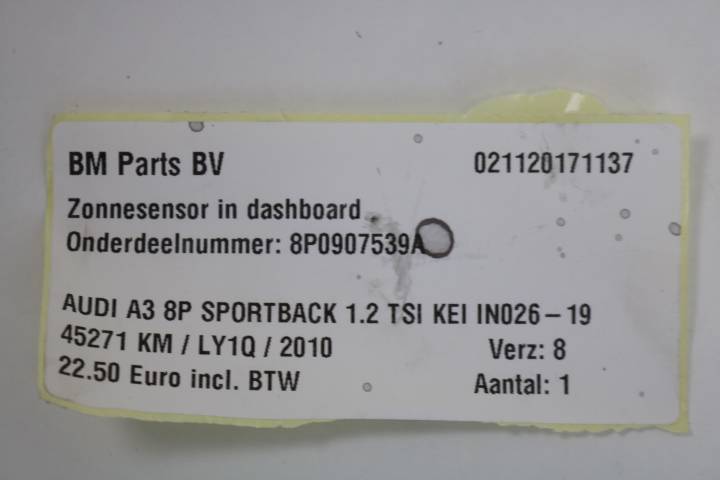 BM Parts BV 021120171137
Zonnesensor in dashboard
Onderdeelnummer: 8P0907539A
AUDI A3 8P SPORTBACK 1.2 TSI KEI IN026-19
45271 KM / LY1Q / 2010 Verz: 8
22.50 Euro incl. BTW Aantal: 1